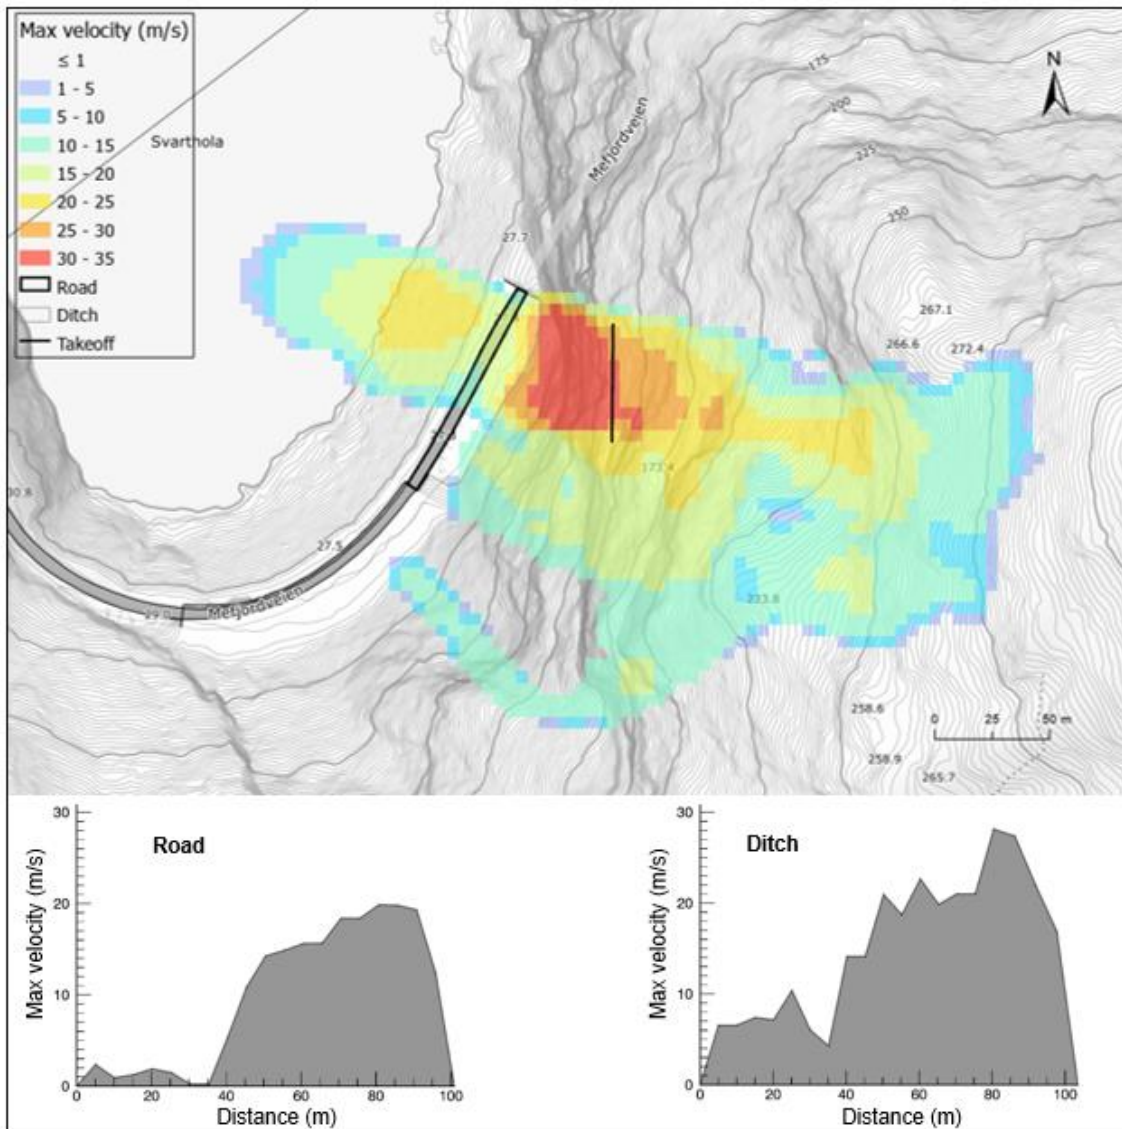 Max velocity (m/s)
≤ 1
1 - 5
5 - 10
10 - 15
15 - 20
20 - 25
25 - 30
30 - 35
Road
Ditch
Takeoff
Svarthola
Mefjordveien
N
175
200
225
250
27.7
267.1
266.6
272.4
173.4
27.5
223.8
29.0
Mefjordveien
258.6
258.9
265.7
0 25 50 m
Road
Max velocity (m/s)
30
20
10
0
0 20 40 60 80 100
Distance (m)
Ditch
Max velocity (m/s)
30
20
10
0
0 20 40 60 80 100
Distance (m)